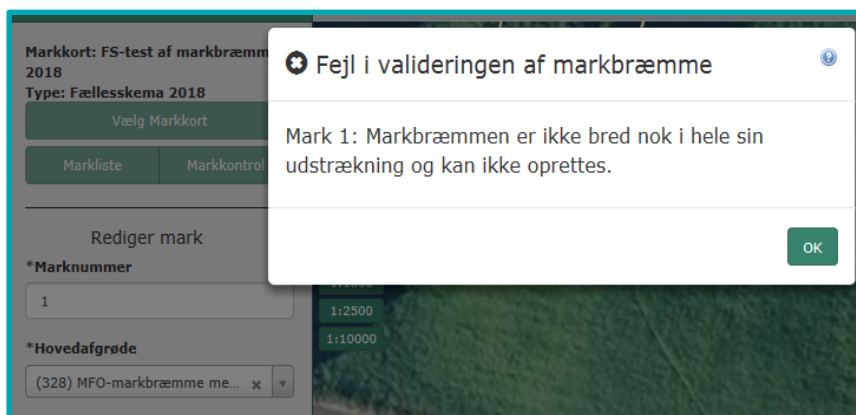 Markkort: FS-test af markbræmm
2018
Type: Fællesskema 2018
Vælg Markkort
Markliste
Markkontrol
Rediger mark
*Marknummer
1
*Hovedafgrøde
(328) MFO-markbræmme me...
Fejl i valideringen af markbræmme
Mark 1: Markbræmmen er ikke bred nok i hele sin
udstrækning og kan ikke oprettes.
OK
1:2500
1:10000